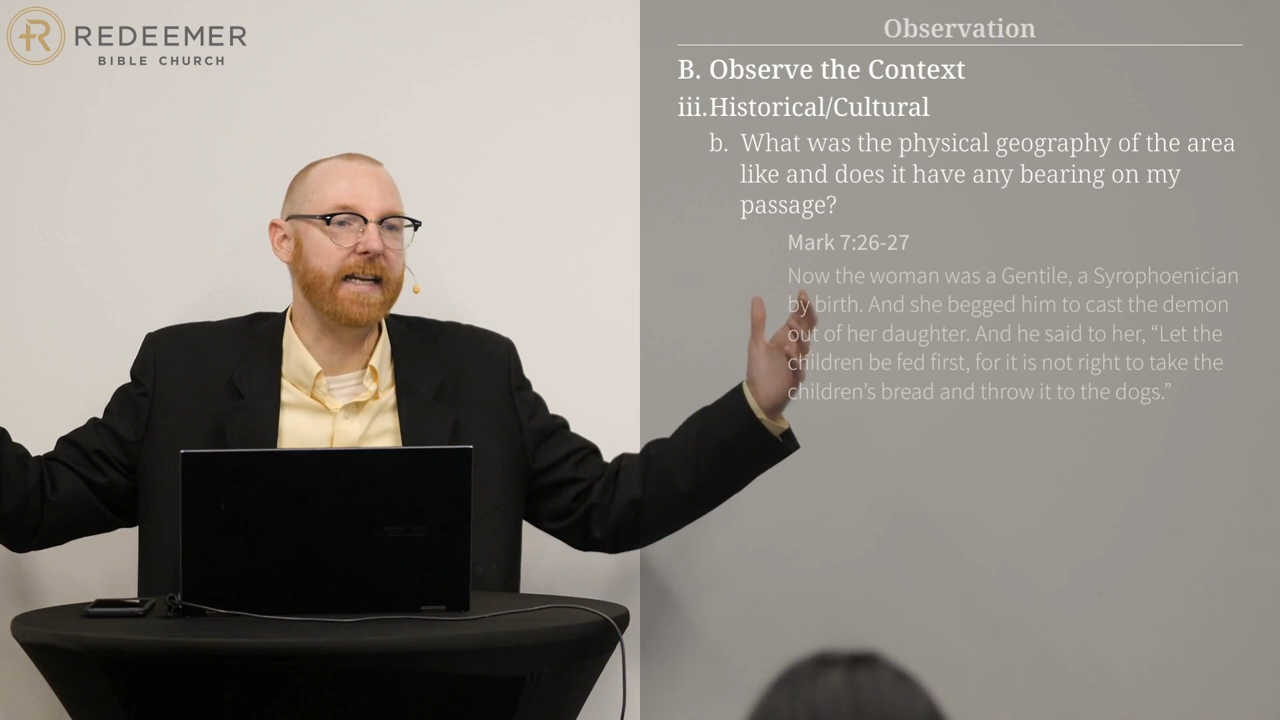 REDEEMER
BIBLE CHURCH
Observation
B. Observe the Context
iii.Historical/Cultural
b. What was the physical geography of the area
like and does it have any bearing on my
passage?
Mark 7:26-27
Now the woman was a Gentile, a Syrophoenician
by birth. And she begged him to cast the demon
out of her daughter. And he said to her, “Let the
children be fed first, for it is not right to take the
children’s bread and throw it to the dogs.”